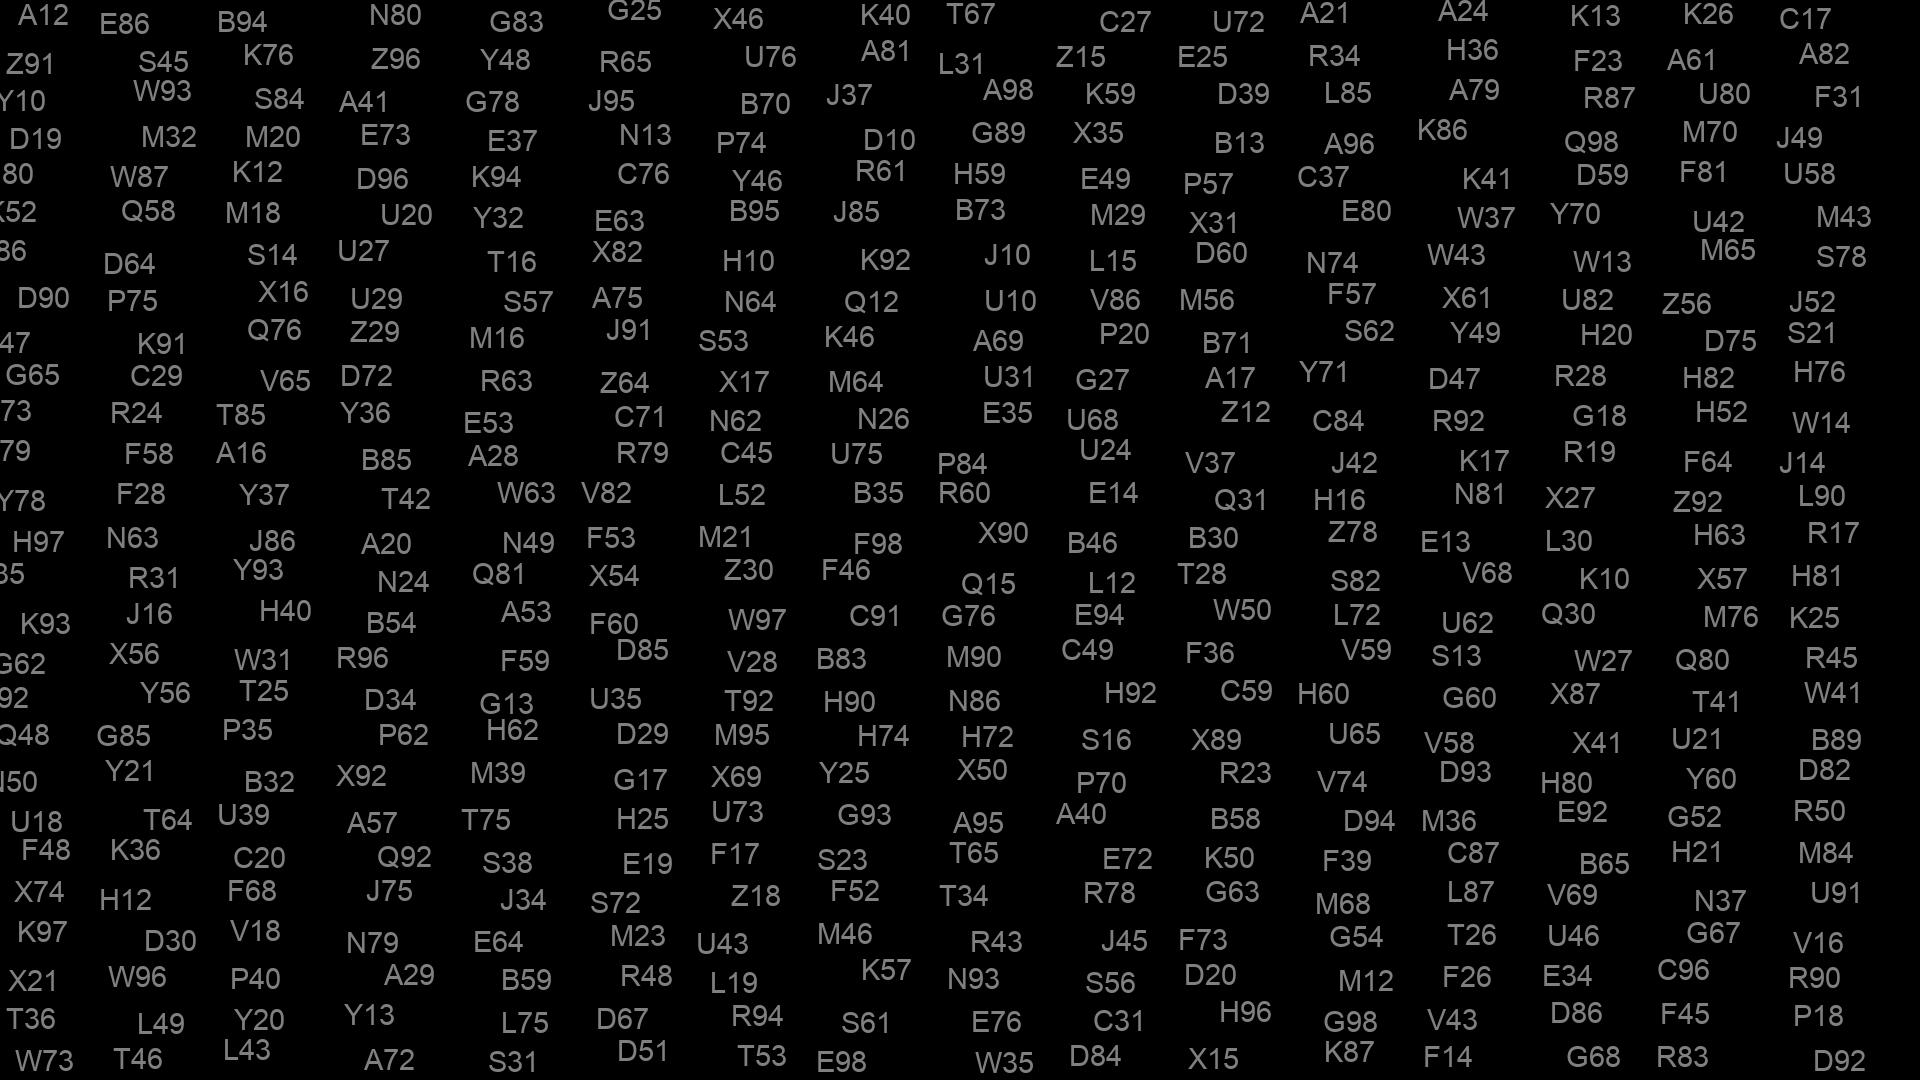 A12 E86 B94 N80 G83 G25 X46 K40 T67 C27 U72 A21 A24 K13 K26 C17
Z91 S45 K76 Z96 Y48 R65 U76 A81 L31 Z15 E25 R34 H36 F23 A61 A82
Y10 W93 S84 A41 G78 J95 B70 J37 A98 K59 D39 L85 A79 R87 U80 F31
D19 M32 M20 E73 E37 N13 P74 D10 G89 X35 B13 A96 K86 Q98 M70 J49
80 W87 K12 D96 K94 C76 Y46 R61 H59 E49 P57 C37 K41 D59 F81 U58
K52 Q58 M18 U20 Y32 E63 B95 J85 B73 M29 X31 E80 W37 Y70 U42 M43
86 D64 S14 U27 T16 X82 H10 K92 J10 L15 D60 N74 W43 W13 M65 S78
D90 P75 X16 U29 S57 A75 N64 Q12 U10 V86 M56 F57 X61 U82 Z56 J52
47 K91 Q76 Z29 M16 J91 S53 K46 A69 P20 B71 S62 Y49 H20 D75 S21
G65 C29 V65 D72 R63 Z64 X17 M64 U31 G27 A17 Y71 D47 R28 H82 H76
73 R24 T85 Y36 E53 C71 N62 N26 E35 U68 Z12 C84 R92 G18 H52 W14
79 F58 A16 B85 A28 R79 C45 U75 P84 U24 V37 J42 K17 R19 F64 J14
Y78 F28 Y37 T42 W63 V82 L52 B35 R60 E14 Q31 H16 N81 X27 Z92 L90
H97 N63 J86 A20 N49 F53 M21 F98 X90 B46 B30 Z78 E13 L30 H63 R17
35 R31 Y93 N24 Q81 X54 Z30 F46 Q15 L12 T28 S82 V68 K10 X57 H81
K93 J16 H40 B54 A53 F60 W97 C91 G76 E94 W50 L72 U62 Q30 M76 K25
G62 X56 W31 R96 F59 D85 V28 B83 M90 C49 F36 V59 S13 W27 Q80 R45
92 Y56 T25 D34 G13 U35 T92 H90 N86 H92 C59 H60 G60 X87 T41 W41
Q48 G85 P35 P62 H62 D29 M95 H74 H72 S16 X89 U65 V58 X41 U21 B89
50 Y21 B32 X92 M39 G17 X69 Y25 X50 P70 R23 V74 D93 H80 Y60 D82
U18 T64 U39 A57 T75 H25 U73 G93 A95 A40 B58 D94 M36 E92 G52 R50
F48 K36 C20 Q92 S38 E19 F17 S23 T65 E72 K50 F39 C87 B65 H21 M84
X74 H12 F68 J75 J34 S72 Z18 F52 T34 R78 G63 M68 L87 V69 N37 U91
K97 D30 V18 N79 E64 M23 U43 M46 R43 J45 F73 G54 T26 U46 G67 V16
X21 W96 P40 A29 B59 R48 L19 K57 N93 S56 D20 M12 F26 E34 C96 R90
T36 L49 Y20 Y13 L75 D67 R94 S61 E76 C31 H96 G98 V43 D86 F45 P18
W73 T46 L43 A72 S31 D51 T53 E98 W35 D84 X15 K87 F14 G68 R83 D92